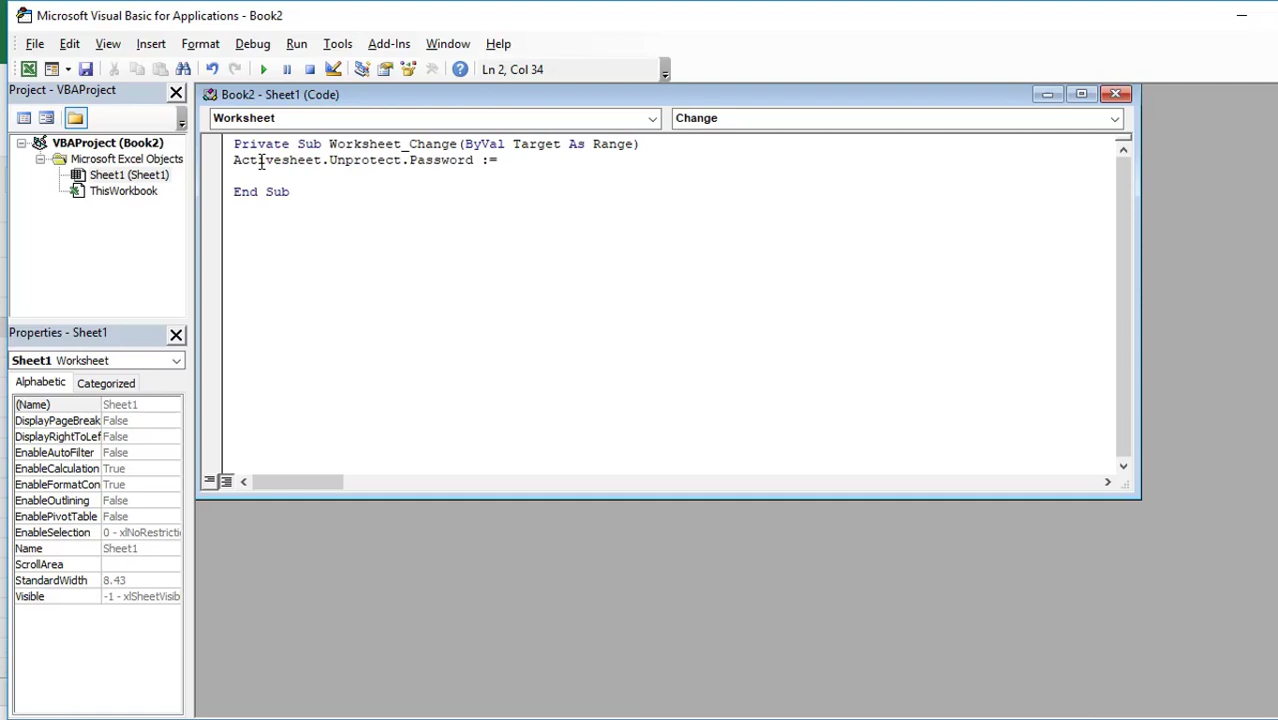 Microsoft Visual Basic for Applications - Book2
File Edit View Insert Format Debug Run Tools Add-Ins Window Help
Ln 2, Col 34
Project - VBAProject
VBAProject (Book2)
Microsoft Excel Objects
Sheet1 (Sheet1)
ThisWorkbook
Book2 - Sheet1 (Code)
Worksheet Change
Private Sub Worksheet_Change(ByVal Target As Range)
Activesheet.Unprotect.Password :=
End Sub
Properties - Sheet1
Sheet1 Worksheet
Alphabetic Categorized
(Name) Sheet1
DisplayPageBreak False
DisplayRightToLef False
EnableAutoFilter False
EnableCalculation True
EnableFormatCon True
EnableOutlining False
EnablePivotTable False
EnableSelection 0 - xlNoRestricti
Name Sheet1
ScrollArea
StandardWidth 8.43
Visible -1 - xlSheetVisib